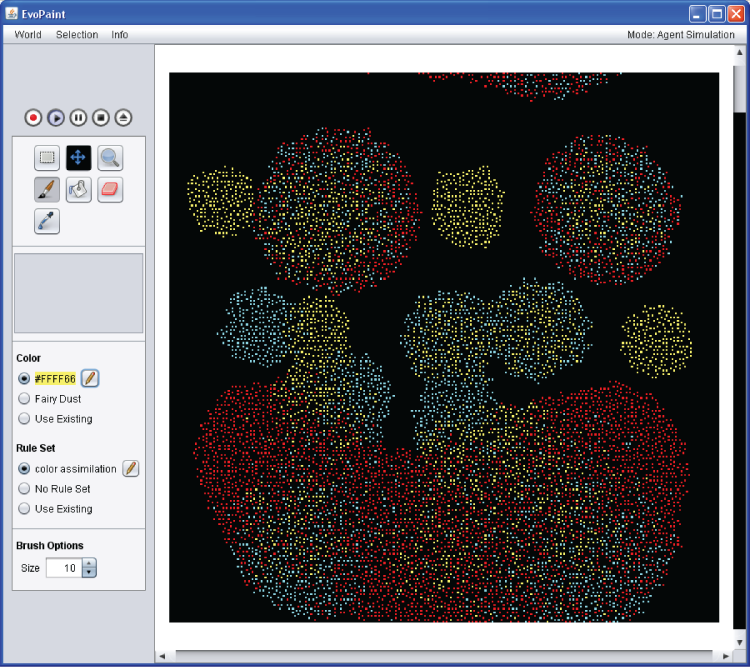 EvoPaint
World Selection Info Mode: Agent Simulation
Color
#FFFF66
Fairy Dust
Use Existing
Rule Set
color assimilation
No Rule Set
Use Existing
Brush Options
Size 10